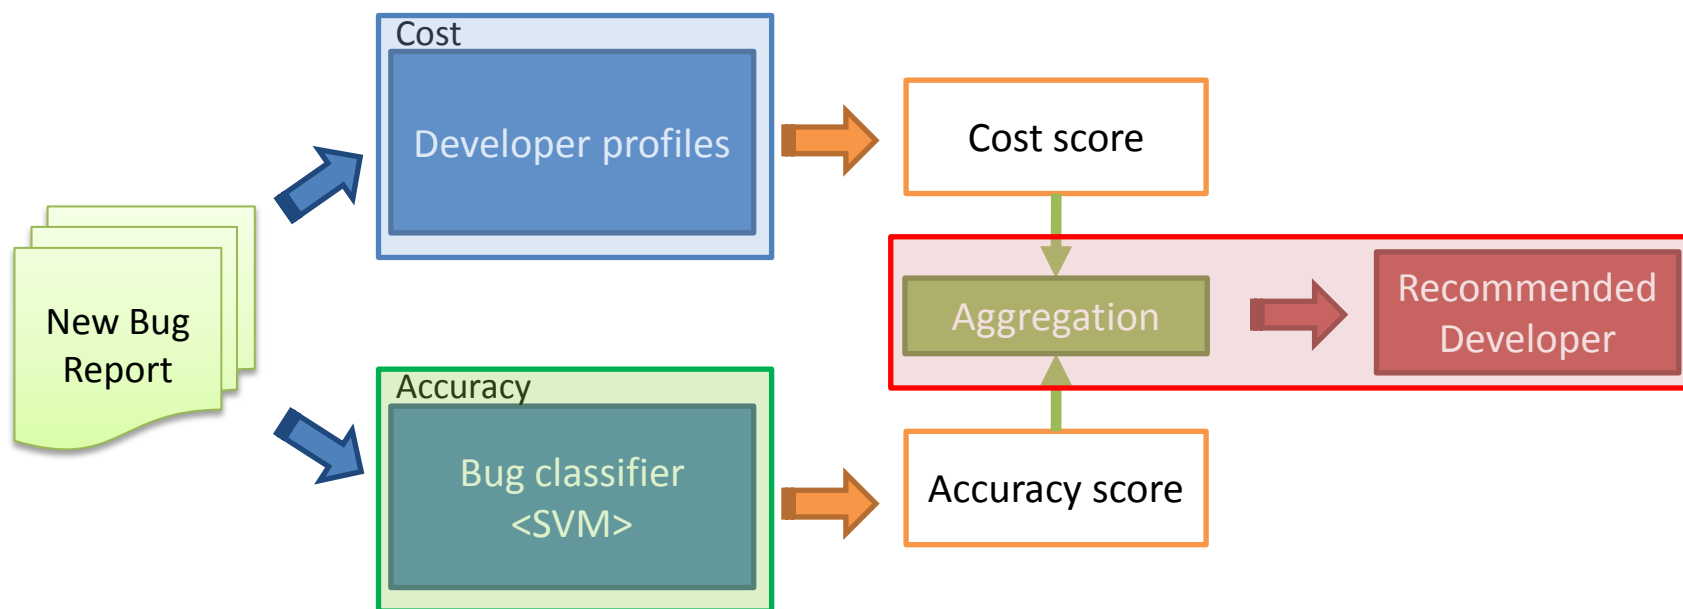 Cost
Developer profiles
Cost score
New Bug
Report
Aggregation
Recommended
Developer
Accuracy
Bug classifier
<SVM>
Accuracy score